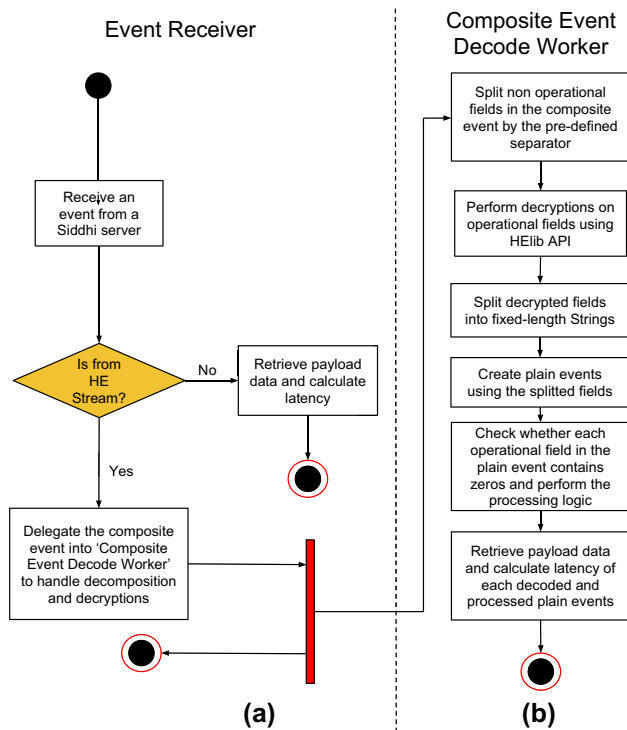 Event Receiver
Receive an
event from a
Siddhi server
Is from
HE
Stream?
No
Retrieve payload
data and calculate
latency
Yes
Delegate the composite
event into ‘Composite
Event Decode Worker’
to handle decomposition
and decryptions
(a)
Composite Event
Decode Worker
Split non operational
fields in the composite
event by the pre-defined
separator
Perform decryptions on
operational fields using
HElib API
Split decrypted fields
into fixed-length Strings
Create plain events
using the splitted fields
Check whether each
operational field in the
plain event contains
zeros and perform the
processing logic
Retrieve payload data
and calculate latency of
each decoded and
processed plain events
(b)